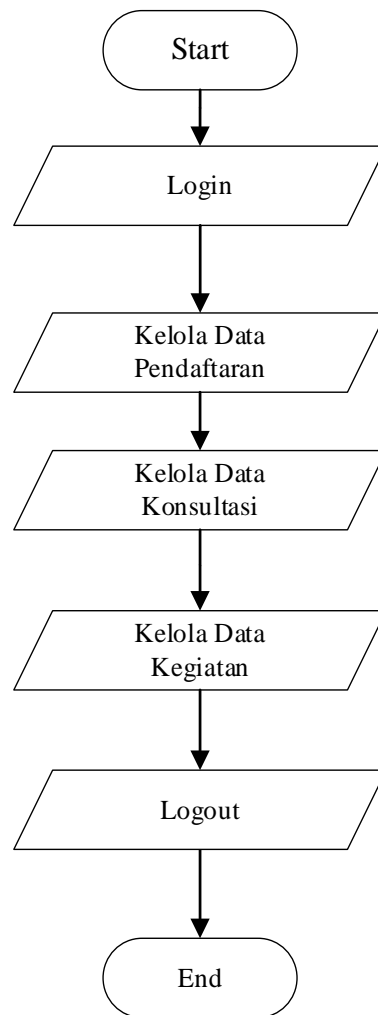 Start
Login
Kelola Data
Pendaftaran
Kelola Data
Konsultasi
Kelola Data
Kegiatan
Logout
End